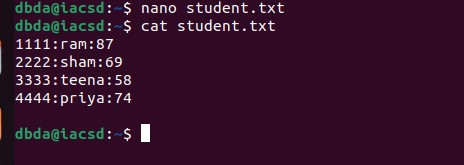 dbda@iacsd:~$ nano student.txt
dbda@iacsd:~$ cat student.txt
1111:ram:87
2222:sham:69
3333:teena:58
4444:priya:74
dbda@iacsd:~$